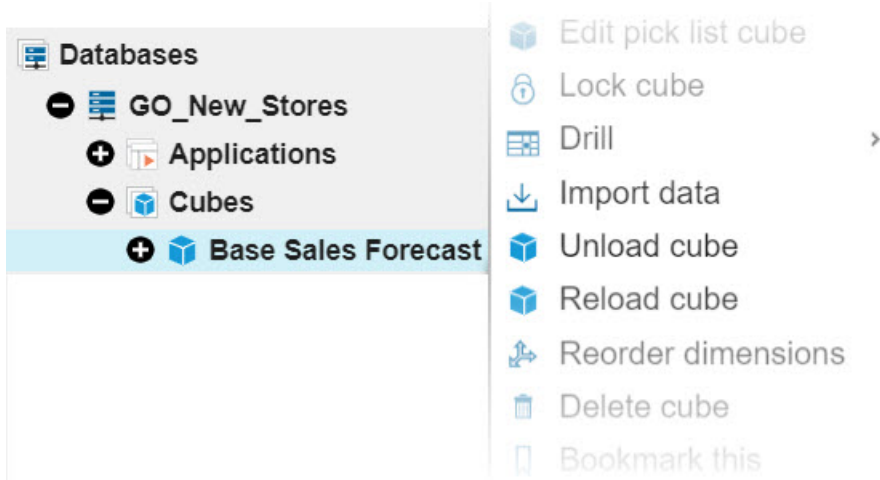 Databases
GO_New_Stores
Applications
Cubes
Base Sales Forecast
Edit pick list cube
Lock cube
Drill
Import data
Unload cube
Reload cube
Reorder dimensions
Delete cube
Bookmark this